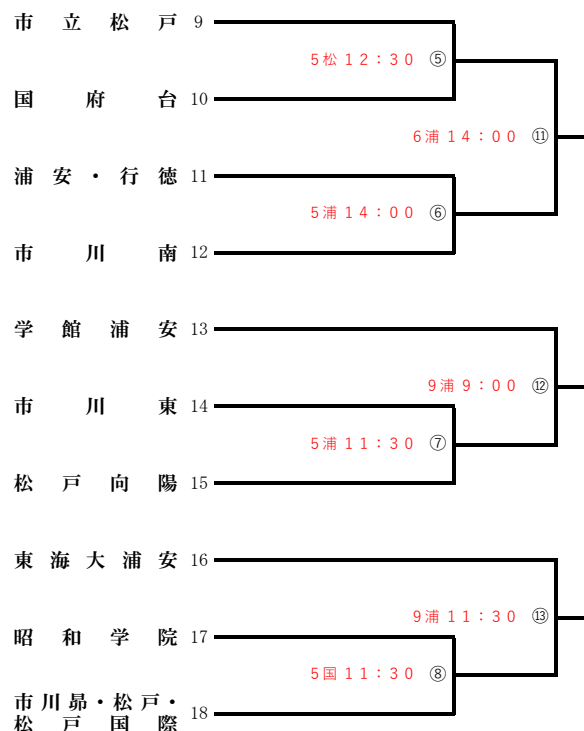 市立松戸 9
5松 12：30 ⑤
国府台 10
6浦 14：00 ⑪
浦安・行徳 11
5浦 14：00 ⑥
市川南 12
学館浦安 13
9浦 9：00 ⑫
市川東 14
5浦 11：30 ⑦
松戸向陽 15
東海大浦安 16
9浦 11：30 ⑬
昭和学院 17
5国 11：30 ⑧
市川昴・松戸・
松戸国際 18